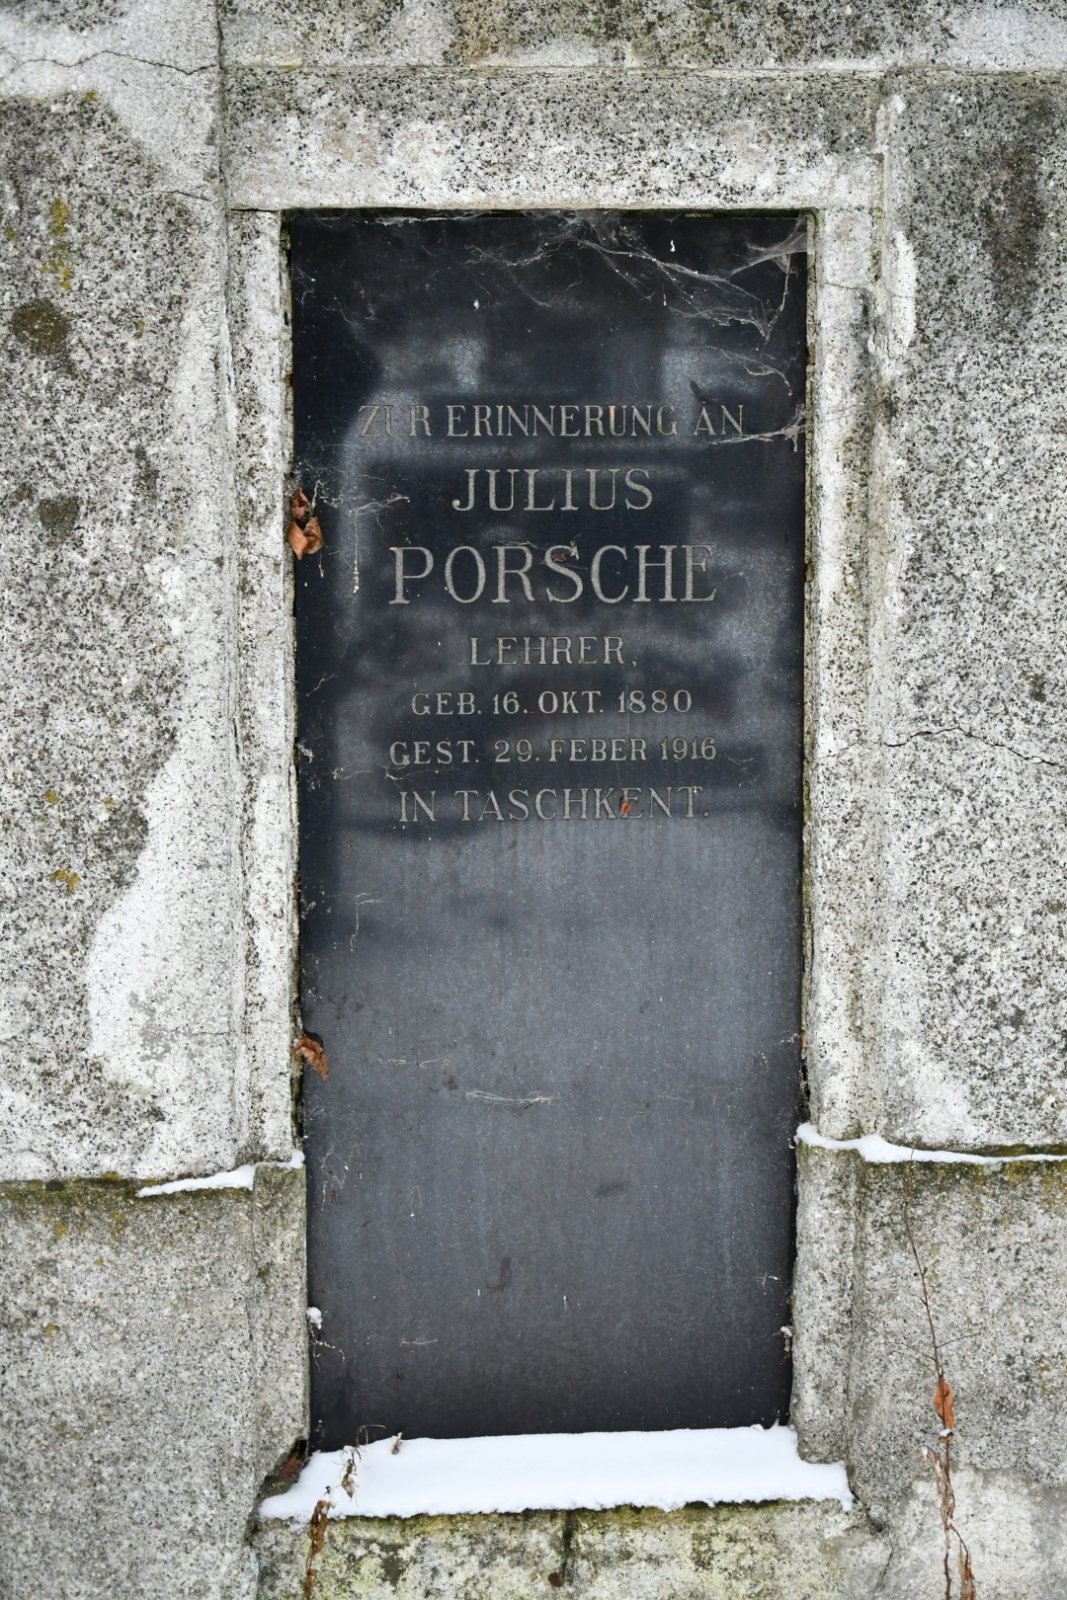 ZUR ERINNERUNG AN
JULIUS
PORSCHE
LEHRER,
GEB. 16. OKT. 1880
GEST. 29. FEBER 1916
IN TASCHKENT.